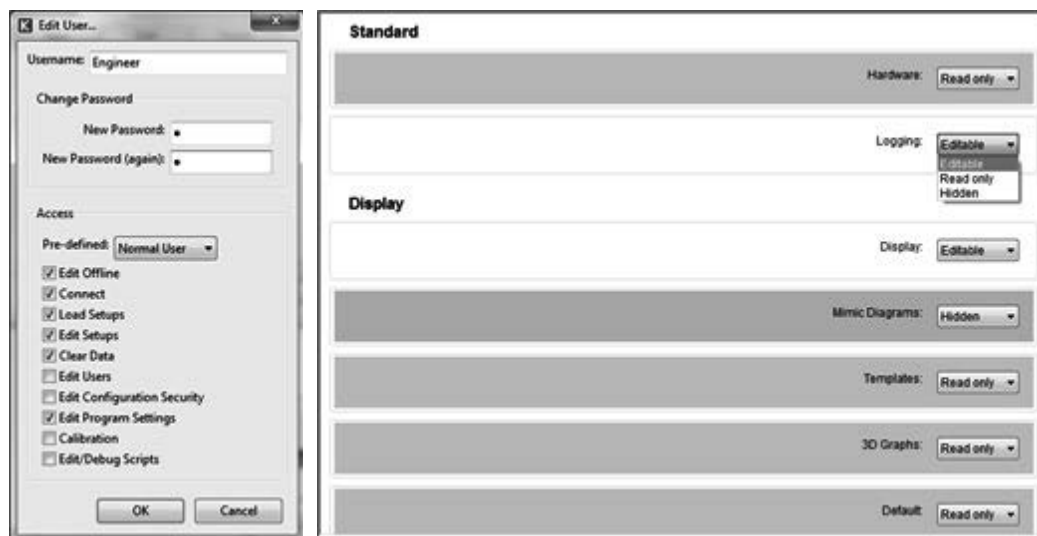 Edit User...
Username: Engineer
Change Password
New Password: •
New Password (again): •
Access
Pre-defined: Normal User
Edit Offline
Connect
Load Setups
Edit Setups
Clear Data
Edit Users
Edit Configuration Security
Edit Program Settings
Calibration
Edit/Debug Scripts
OK Cancel
Standard
Hardware: Read only
Logging: Editable
Editable
Read only
Hidden
Display
Display: Editable
Mimic Diagrams: Hidden
Templates: Read only
3D Graphs: Read only
Default Read only